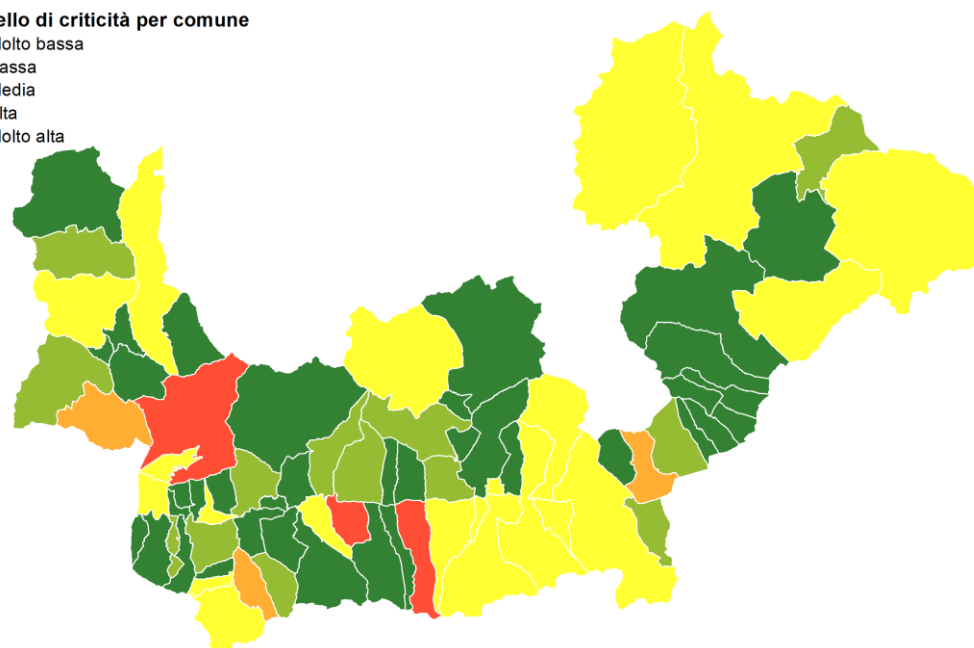 ello di criticità per comune
olto bassa
assa
edia
lta
olto alta